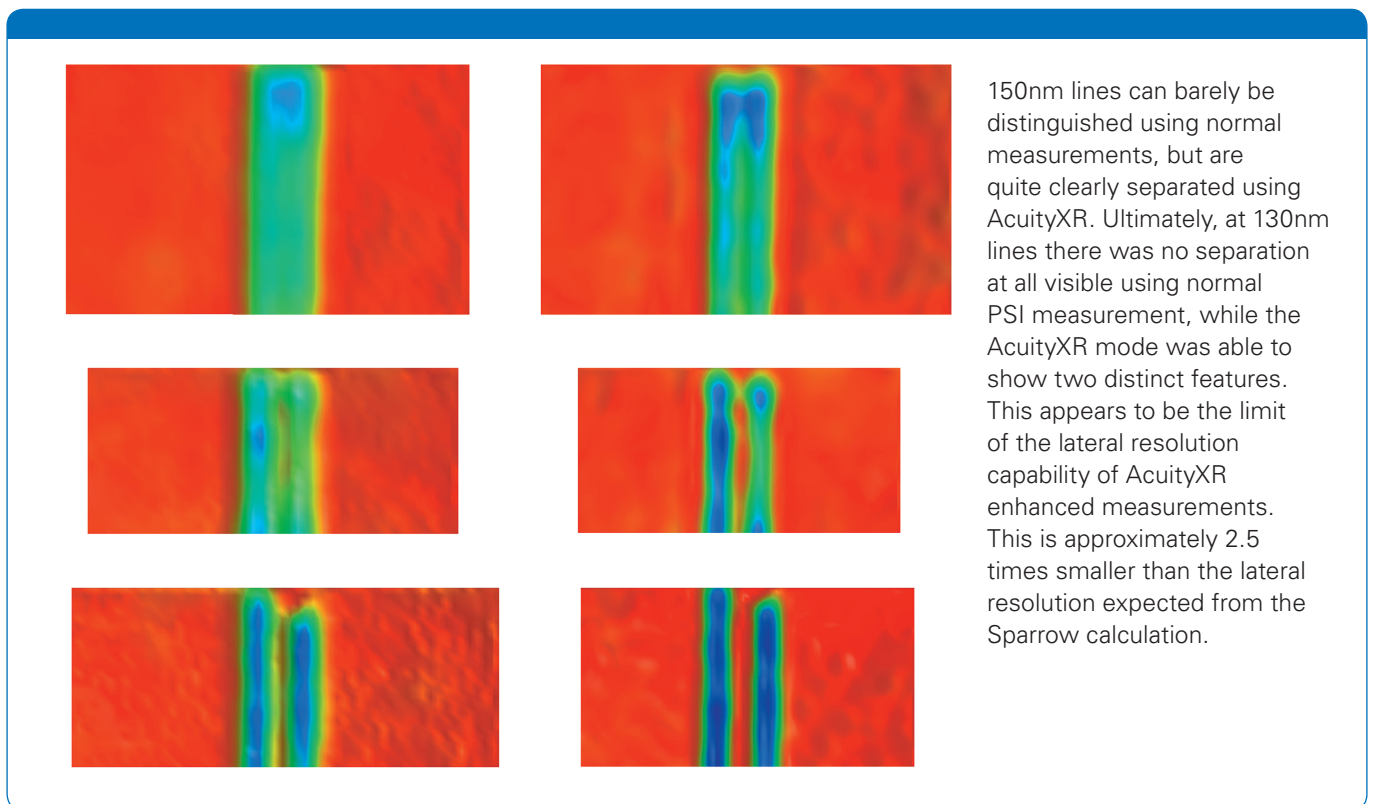 150nm lines can barely be
distinguished using normal
measurements, but are
quite clearly separated using
AcuityXR. Ultimately, at 130nm
lines there was no separation
at all visible using normal
PSI measurement, while the
AcuityXR mode was able to
show two distinct features.
This appears to be the limit
of the lateral resolution
capability of AcuityXR
enhanced measurements.
This is approximately 2.5
times smaller than the lateral
resolution expected from the
Sparrow calculation.